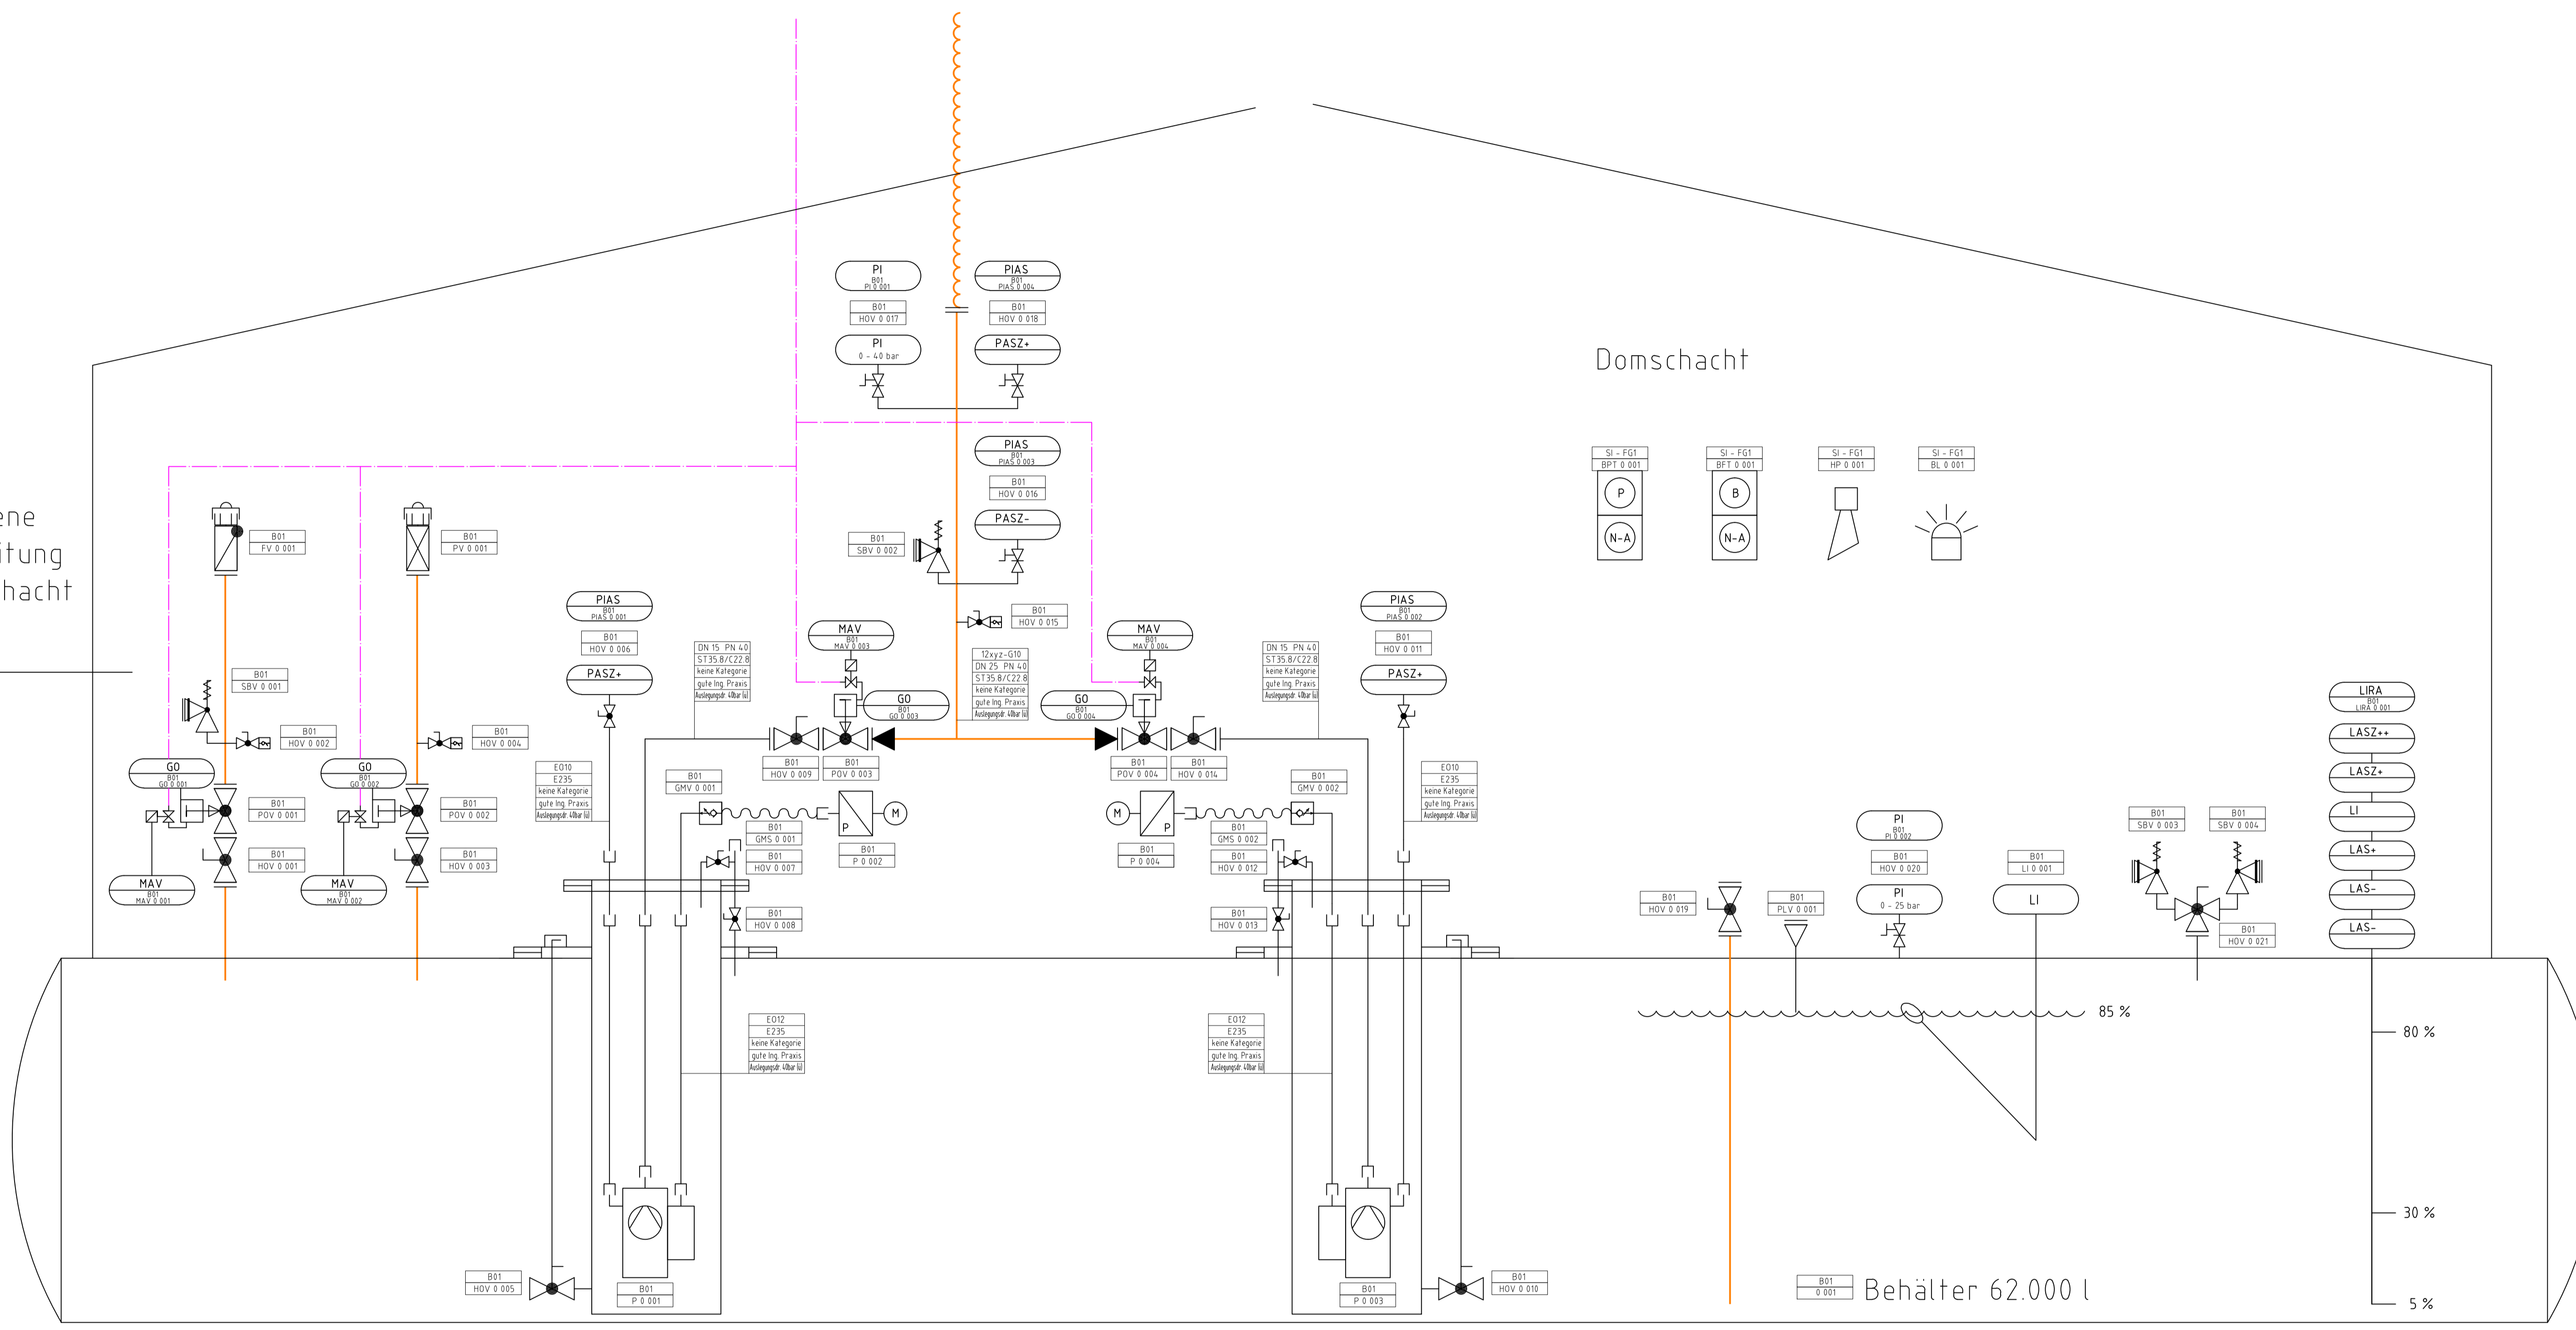 PI
B01
PI 0 001
PIAS
B01
PIAS 0 004
B01
HOV 0 017
B01
HOV 0 018
PI
0 - 40 bar
PASZ+
Domschacht
PIAS
B01
PIAS 0 003
B01
HOV 0 016
PASZ-
B01
SBV 0 002
SI - FG1
BPT 0 001
P
N-A
SI - FG1
BFT 0 001
B
N-A
SI - FG1
HP 0 001
SI - FG1
BL 0 001
B01
FV 0 001
B01
PV 0 001
PIAS
B01
PIAS 0 001
B01
HOV 0 006
PASZ+
DN 15 PN 40
ST35.8/C22.8
keine Kategorie
gute Ing. Praxis
Auslegungsdr. 40bar (ü)
MAV
B01
MAV 0 003
GO
B01
GO 0 003
B01
HOV 0 015
12xyz-G10
DN 25 PN 40
ST35.8/C22.8
keine Kategorie
gute Ing. Praxis
Auslegungsdr. 40bar (ü)
MAV
B01
MAV 0 004
GO
B01
GO 0 004
DN 15 PN 40
ST35.8/C22.8
keine Kategorie
gute Ing. Praxis
Auslegungsdr. 40bar (ü)
PIAS
B01
PIAS 0 002
B01
HOV 0 011
PASZ+
B01
SBV 0 001
B01
HOV 0 002
B01
HOV 0 004
GO
B01
GO 0 001
GO
B01
GO 0 002
B01
POV 0 001
B01
POV 0 002
B01
HOV 0 001
B01
HOV 0 003
MAV
B01
MAV 0 001
MAV
B01
MAV 0 002
EO10
E235
keine Kategorie
gute Ing. Praxis
Auslegungsdr. 40bar (ü)
B01
GMV 0 001
B01
HOV 0 009
B01
POV 0 003
B01
POV 0 004
B01
HOV 0 014
B01
GMV 0 002
EO10
E235
keine Kategorie
gute Ing. Praxis
Auslegungsdr. 40bar (ü)
P
M
M
P
B01
GMS 0 001
B01
HOV 0 007
B01
P 0 002
B01
P 0 004
B01
GMS 0 002
B01
HOV 0 012
B01
HOV 0 008
B01
HOV 0 013
LIRA
B01
LIRA 0 001
LASZ++
LASZ+
LI
LAS+
LAS-
LAS-
PI
B01
PI 0 002
B01
HOV 0 020
PI
0 - 25 bar
B01
LI 0 001
LI
B01
SBV 0 003
B01
SBV 0 004
B01
HOV 0 019
B01
PLV 0 001
B01
HOV 0 021
85 %
80 %
30 %
5 %
EO12
E235
keine Kategorie
gute Ing. Praxis
Auslegungsdr. 40bar (ü)
EO12
E235
keine Kategorie
gute Ing. Praxis
Auslegungsdr. 40bar (ü)
B01
HOV 0 005
B01
P 0 001
B01
P 0 003
B01
HOV 0 010
B01
0 001
Behälter 62.000 l